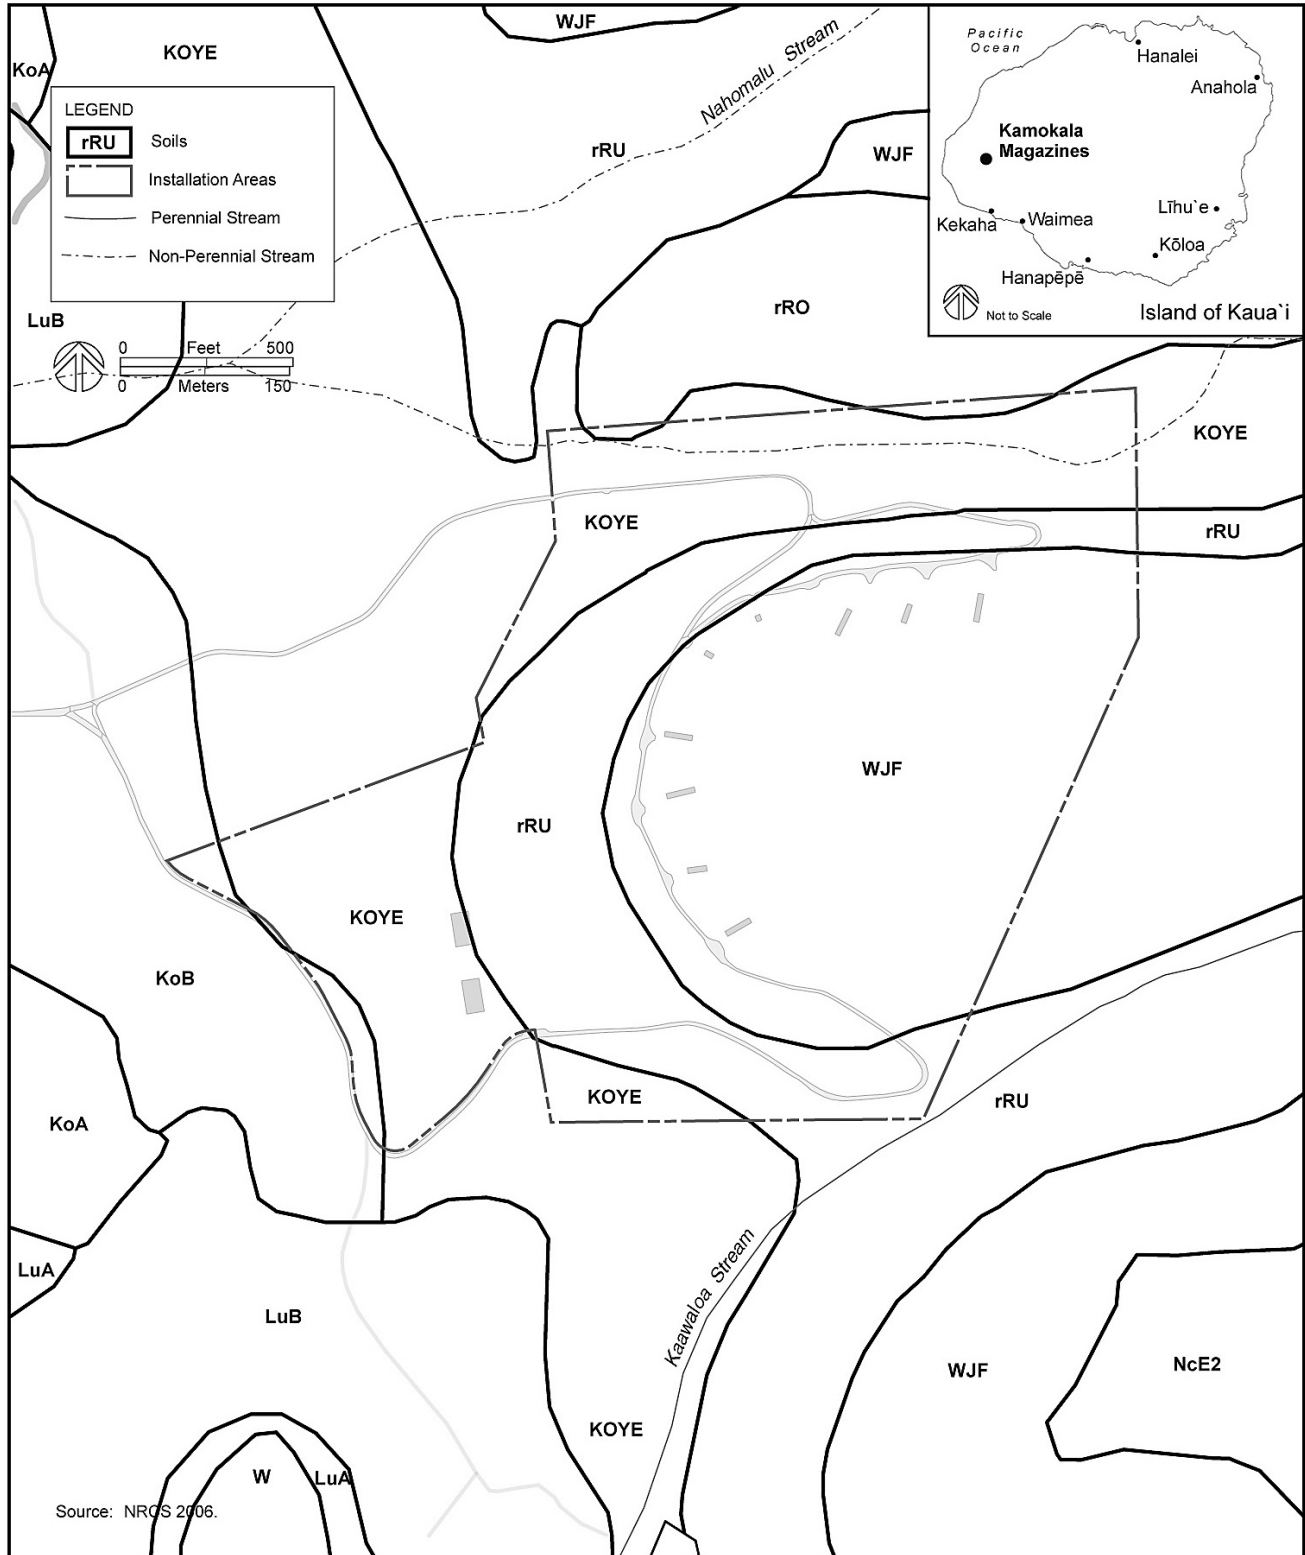 WJF
KOYE
KoA
Nahomalu Stream
rRU
WJF
LEGEND
rRU Soils
Installation Areas
Perennial Stream
Non-Perennial Stream
Pacific
Ocean
Hanalei
Anahola
Kamokala
Magazines
Kekaha
Waimea
Līhu`e
Kōloa
Hanapēpē
Not to Scale
Island of Kaua`i
LuB
0 Feet 500
0 Meters 150
rRO
KOYE
KOYE
rRU
WJF
rRU
KOYE
KoB
KOYE
rRU
KoA
LuA
LuB
Kaawaloa Stream
WJF
NcE2
KOYE
W
LuA
Source: NRCS 2006.